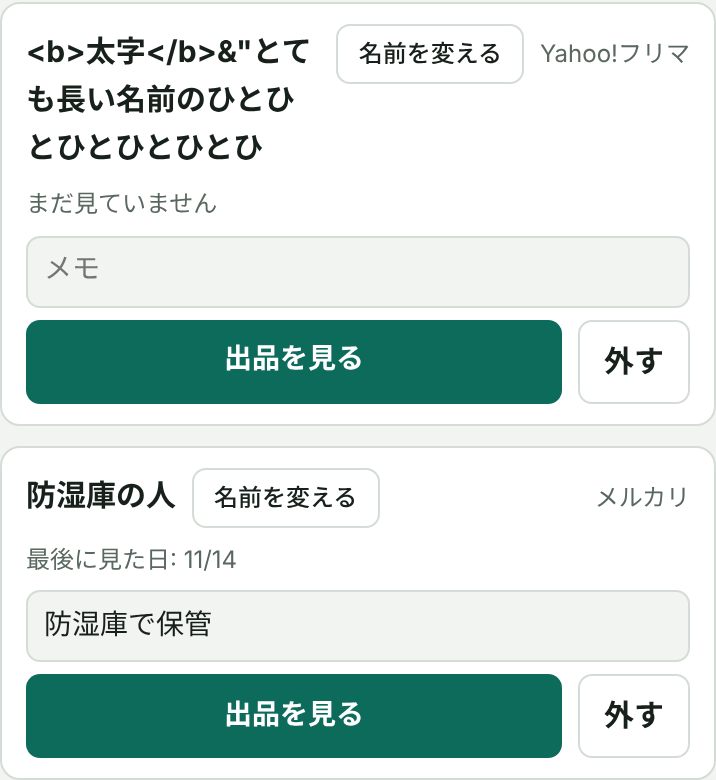 <b>太字</b>&"とて
も長い名前のひとひ
とひとひとひとひ
名前を変える
Yahoo!フリマ
まだ見ていません
メモ
出品を見る
外す
防湿庫の人
名前を変える
メルカリ
最後に見た日: 11/14
防湿庫で保管
出品を見る
外す